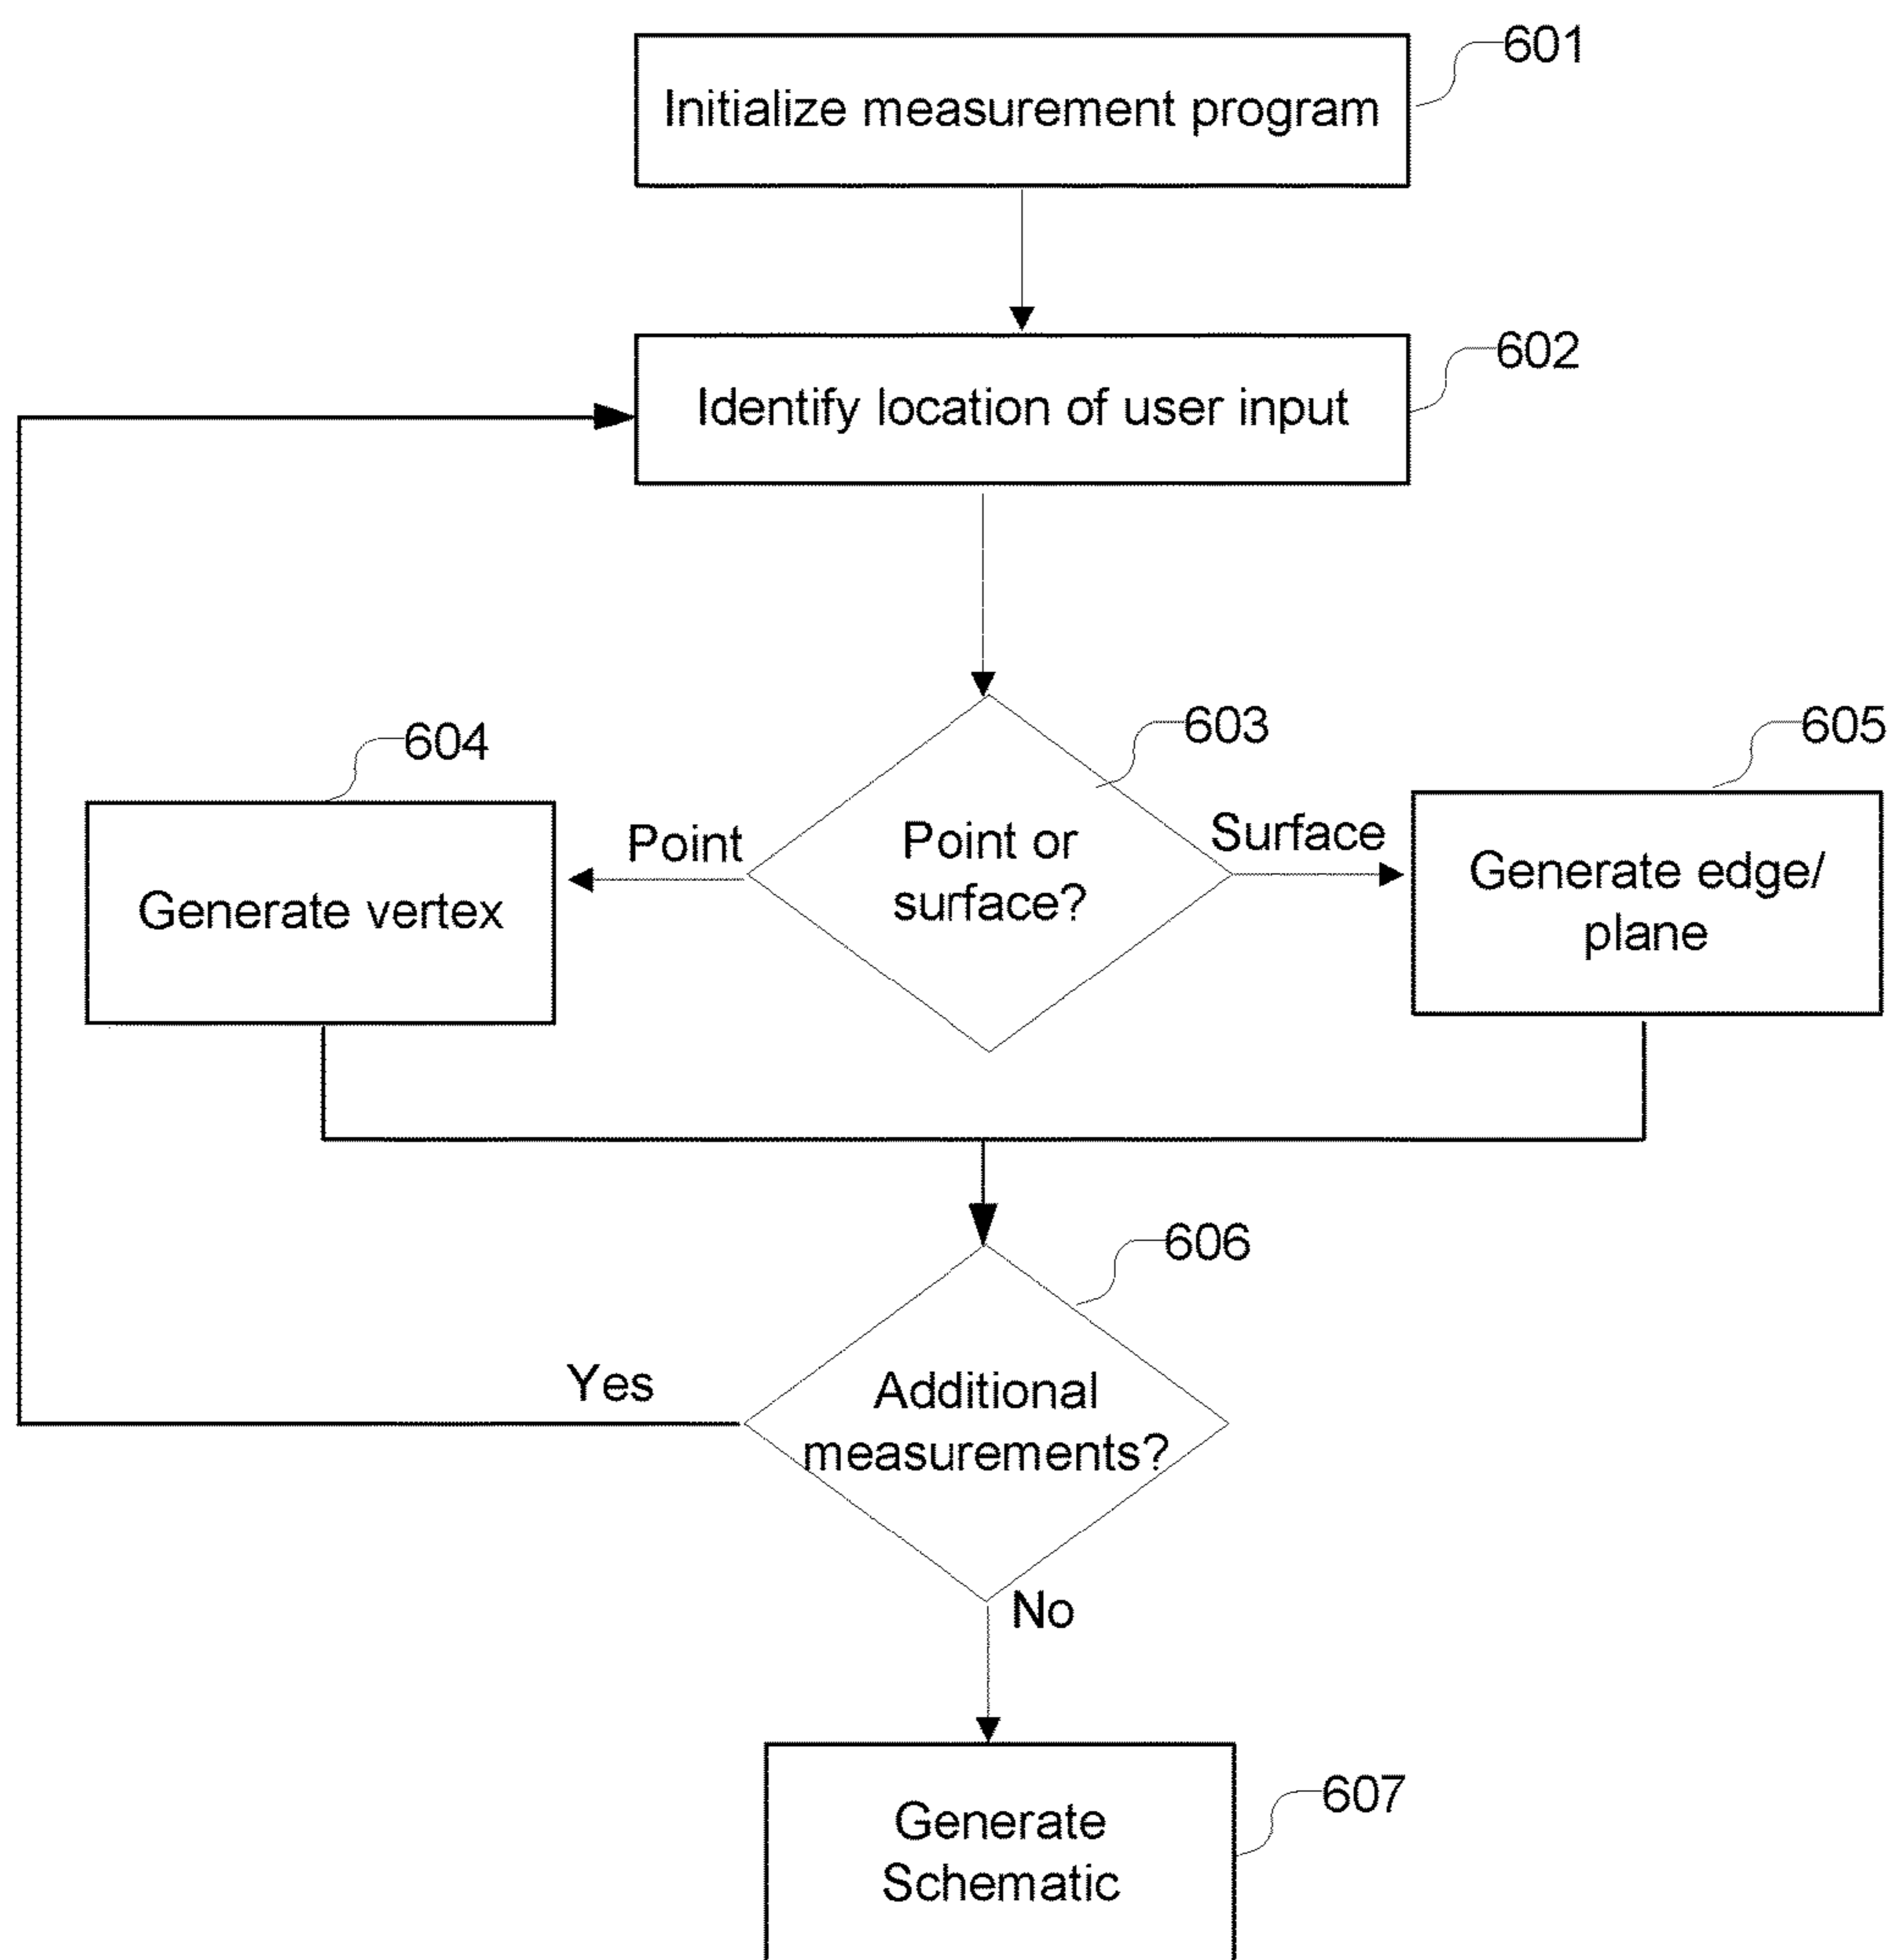 601
Initialize measurement program
602
Identify location of user input
603
604
605
Point
Point or
surface?
Surface
Generate vertex
Generate edge/
plane
606
Yes
Additional
measurements?
No
607
Generate
Schematic